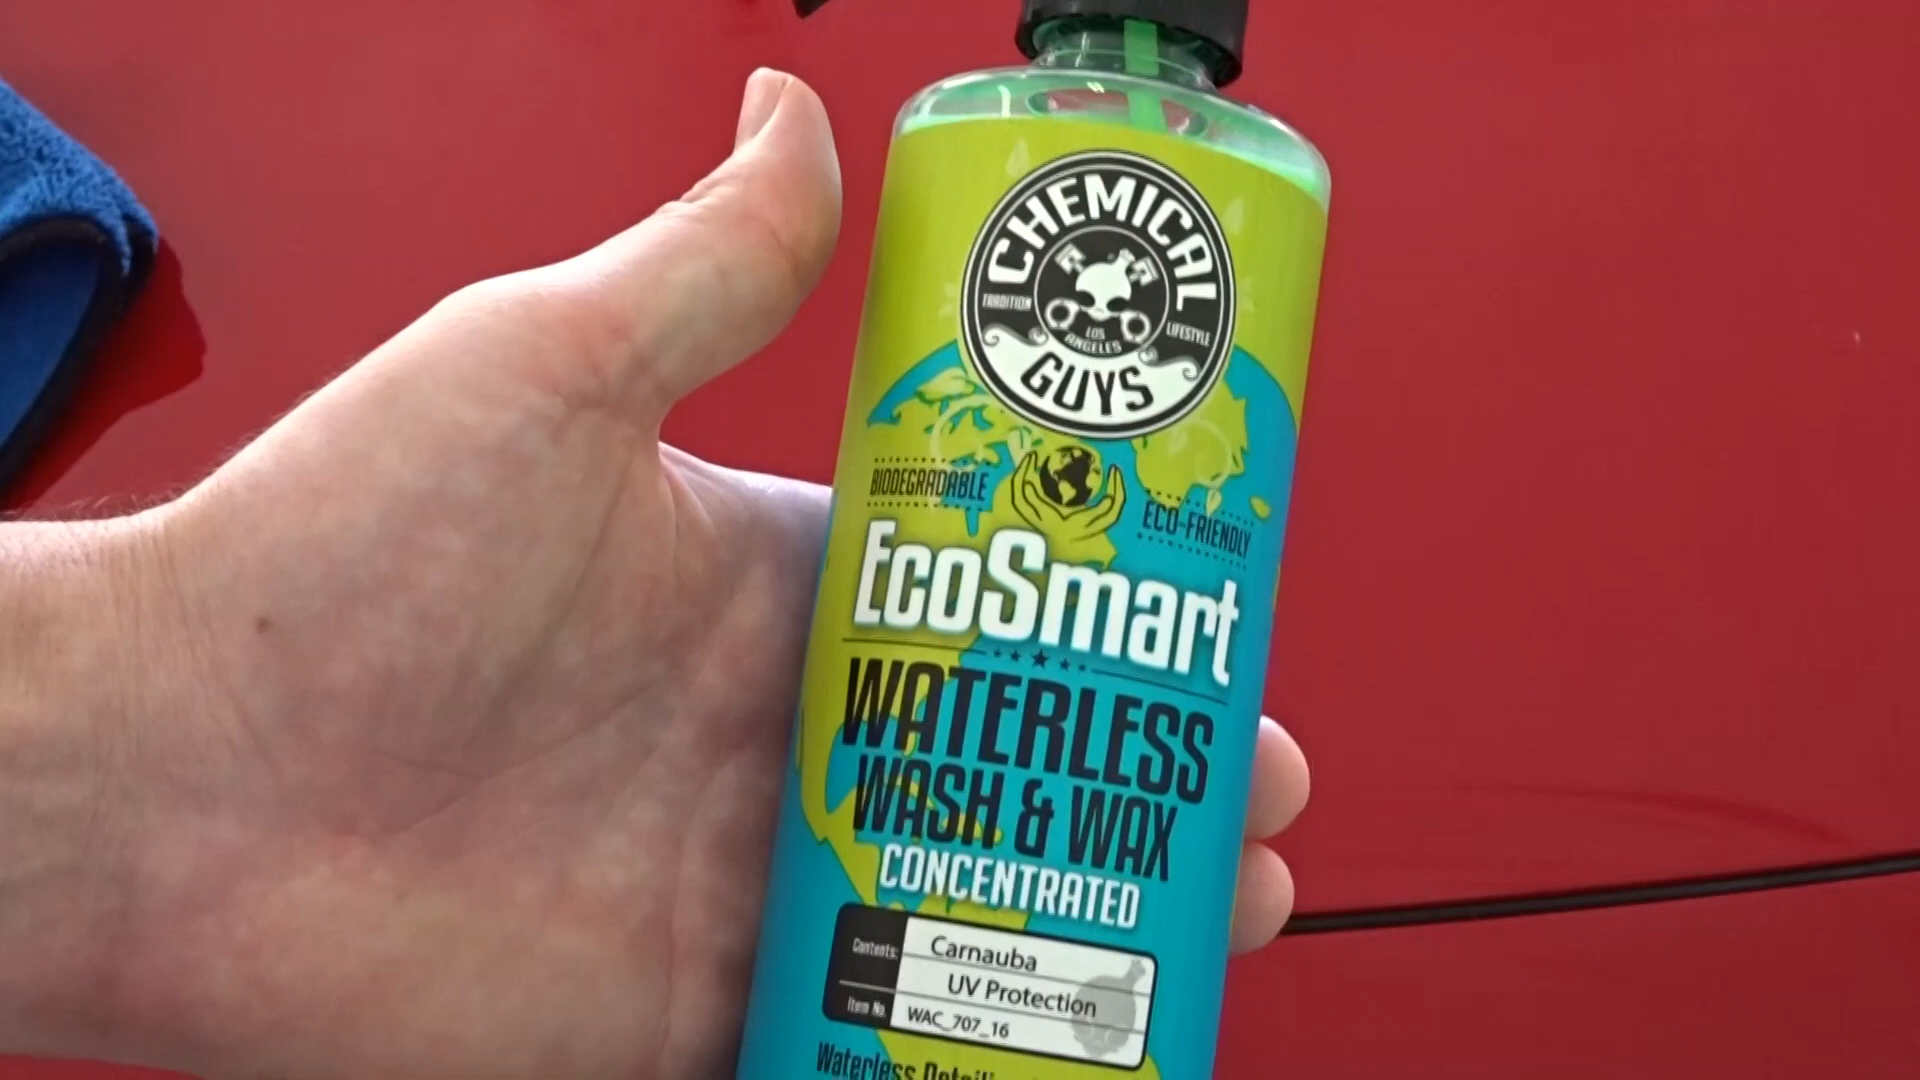 CHEMICAL
TRADITION
LIFESTYLE
LOS
ANGELES
GUYS
BIODEGRADABLE
ECO-FRIENDLY
EcoSmart
WATERLESS
WASH & WAX
CONCENTRATED
Contents: Carnauba
UV Protection
Item No. WAC_707_16
Waterless